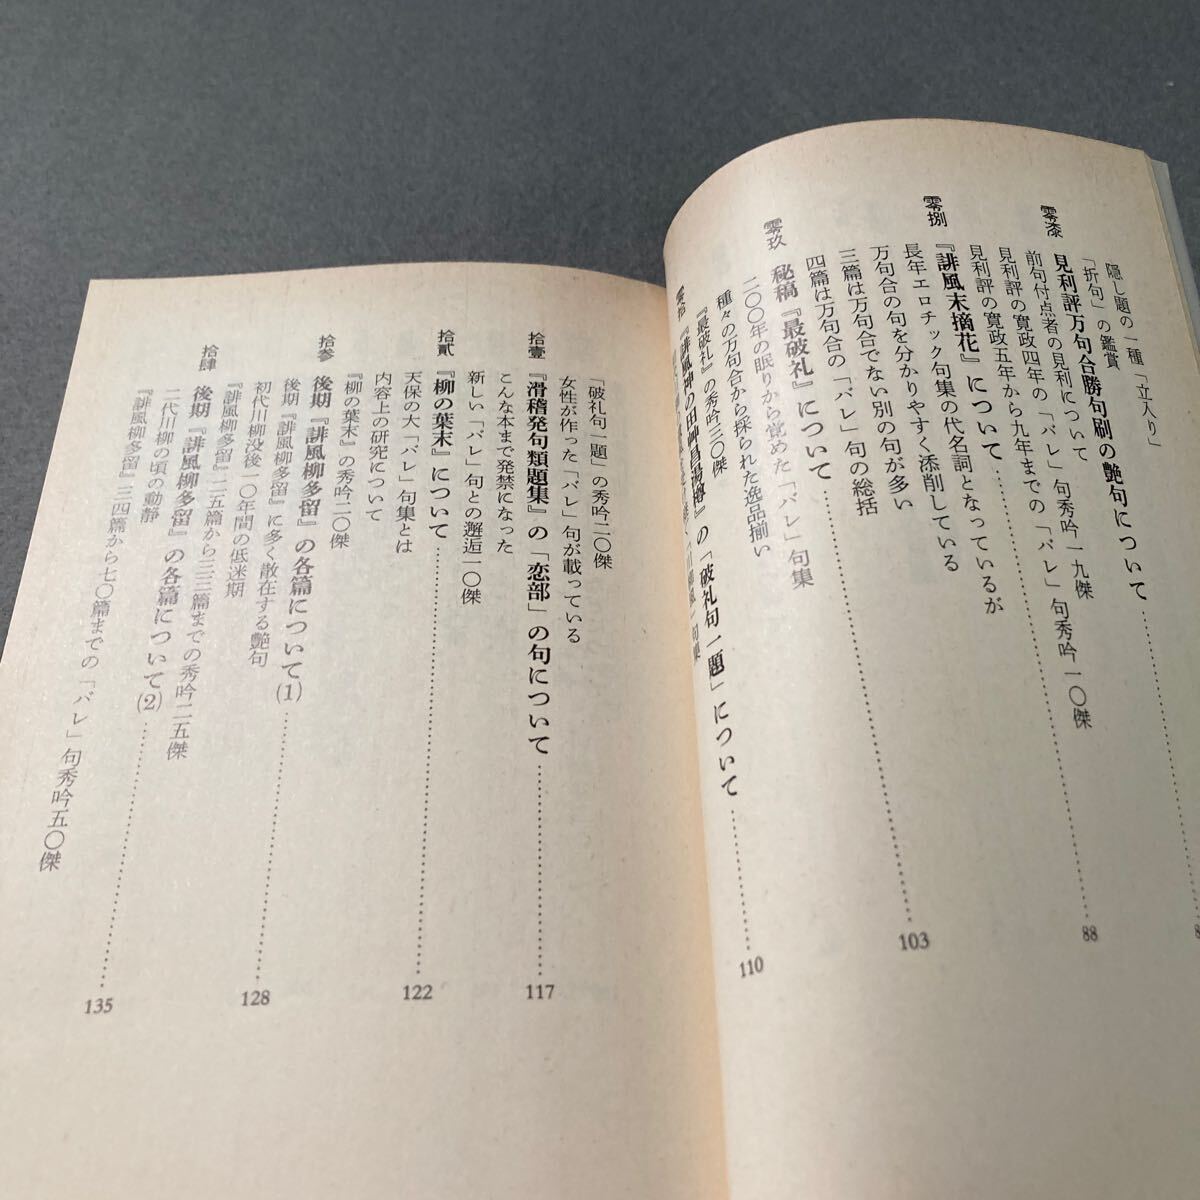 隠し題の一種「立入り」
「折句」の鑑賞
零漆 見利評万句合勝句刷の艶句について 8
前句付点者の見利について
見利評の寛政四年の「バレ」句秀吟一九傑
見利評の寛政五年から九年までの「バレ」句秀吟一〇傑
零捌 『誹風末摘花』について 88
長年エロチック句集の代名詞となっているが
万句合の句を分かりやすく添削している
三篇は万句合でない別の句が多い
四篇は万句合の「バレ」句の総括
零玖 秘稿『最破礼』について 103
二〇〇年の眠りから覚めた「バレ」句集
種々の万句合から採られた逸品揃い
『最破礼』の秀吟三〇傑
零拾 の「破礼句一題」について 110
「破礼句一題」の秀吟二〇傑
女性が作った「バレ」句が載っている
拾壹 『滑稽発句類題集』の「恋部」の句について 117
こんな本まで発禁になった
新しい「バレ」句との邂逅一〇傑
拾貳 『柳の葉末』について 122
天保の大「バレ」句集とは
内容上の研究について
『柳の葉末』の秀吟二〇傑
拾参 後期『誹風柳多留』の各篇について(1) 128
後期『誹風柳多留』に多く散在する艶句
初代川柳没後一〇年間の低迷期
『誹風柳多留』二五篇から三三篇までの秀吟二五傑
拾肆 後期『誹風柳多留』の各篇について(2) 135
二代川柳の頃の動静
『誹風柳多留』三四篇から七〇篇までの「バレ」句秀吟五〇傑